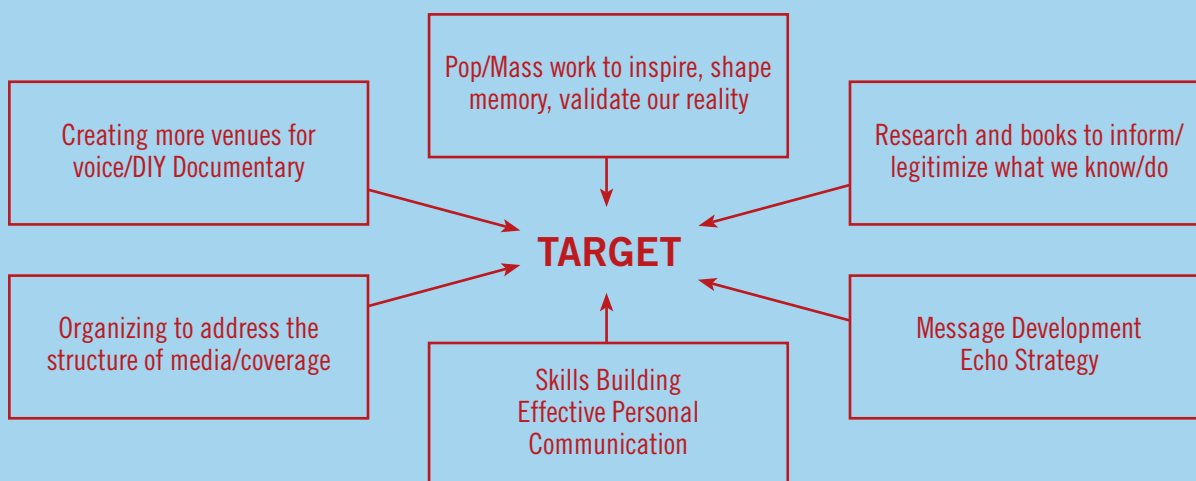 Pop/Mass work to inspire, shape
memory, validate our reality
Creating more venues for
voice/DIY Documentary
Research and books to inform/
legitimize what we know/do
TARGET
Organizing to address the
structure of media/coverage
Message Development
Echo Strategy
Skills Building
Effective Personal
Communication